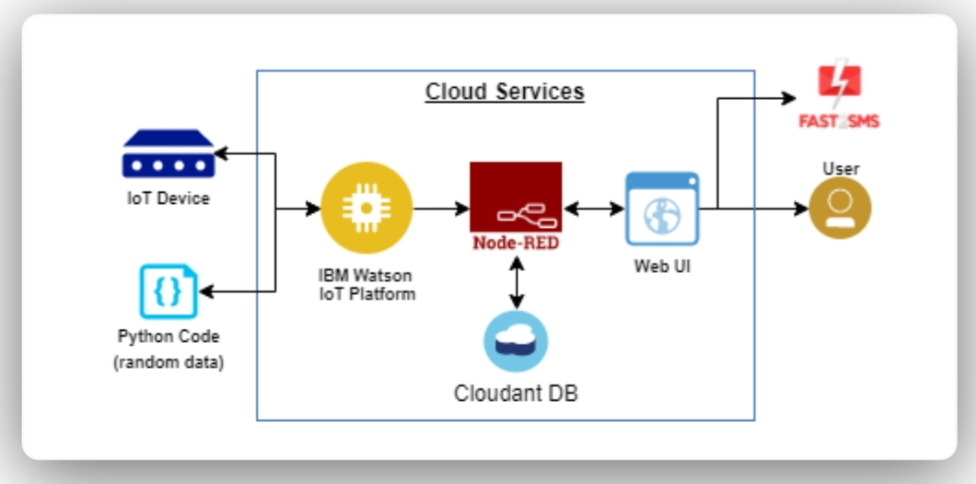 Cloud Services
FAST2SMS
IoT Device
User
Node-RED
IBM Watson
IoT Platform
Web UI
Python Code
(random data)
Cloudant DB